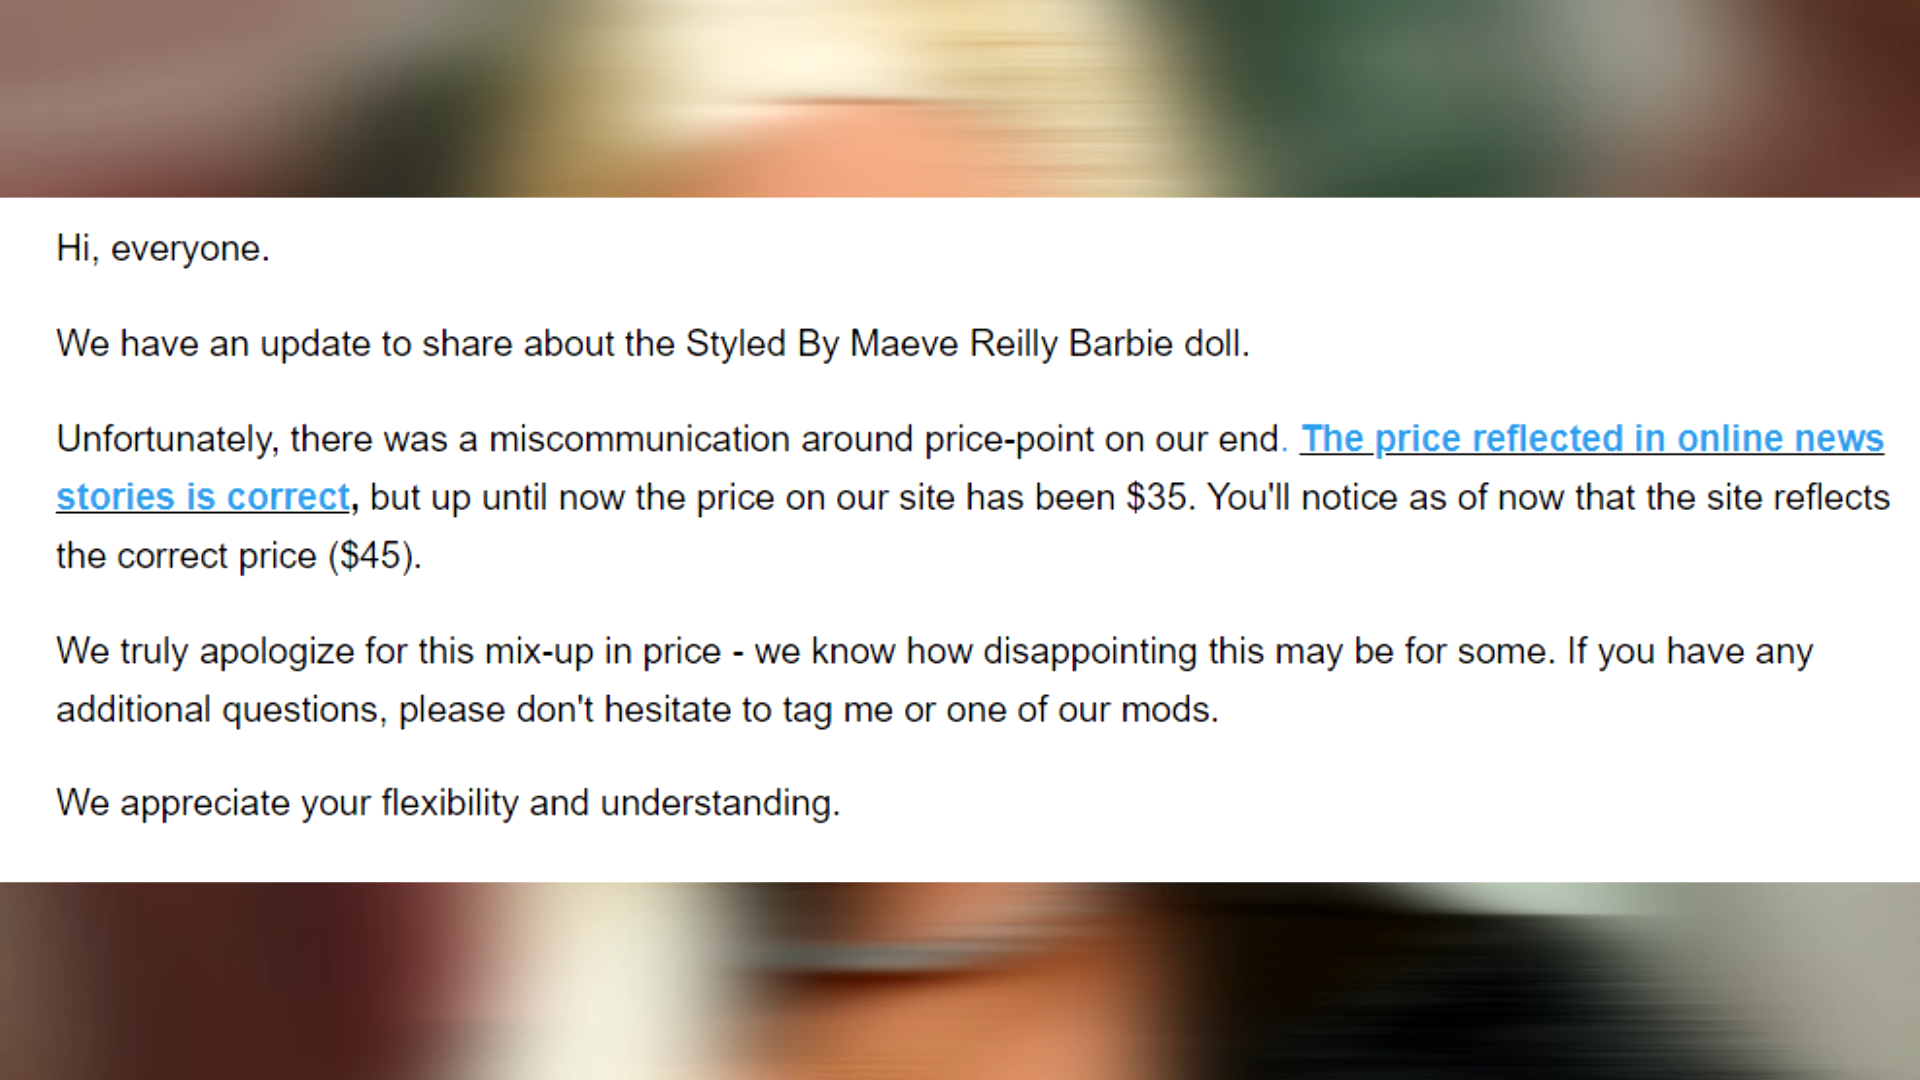 Hi, everyone.
We have an update to share about the Styled By Maeve Reilly Barbie doll.
Unfortunately, there was a miscommunication around price-point on our end. The price reflected in online news
stories is correct, but up until now the price on our site has been $35. You'll notice as of now that the site reflects
the correct price ($45).
We truly apologize for this mix-up in price - we know how disappointing this may be for some. If you have any
additional questions, please don't hesitate to tag me or one of our mods.
We appreciate your flexibility and understanding.